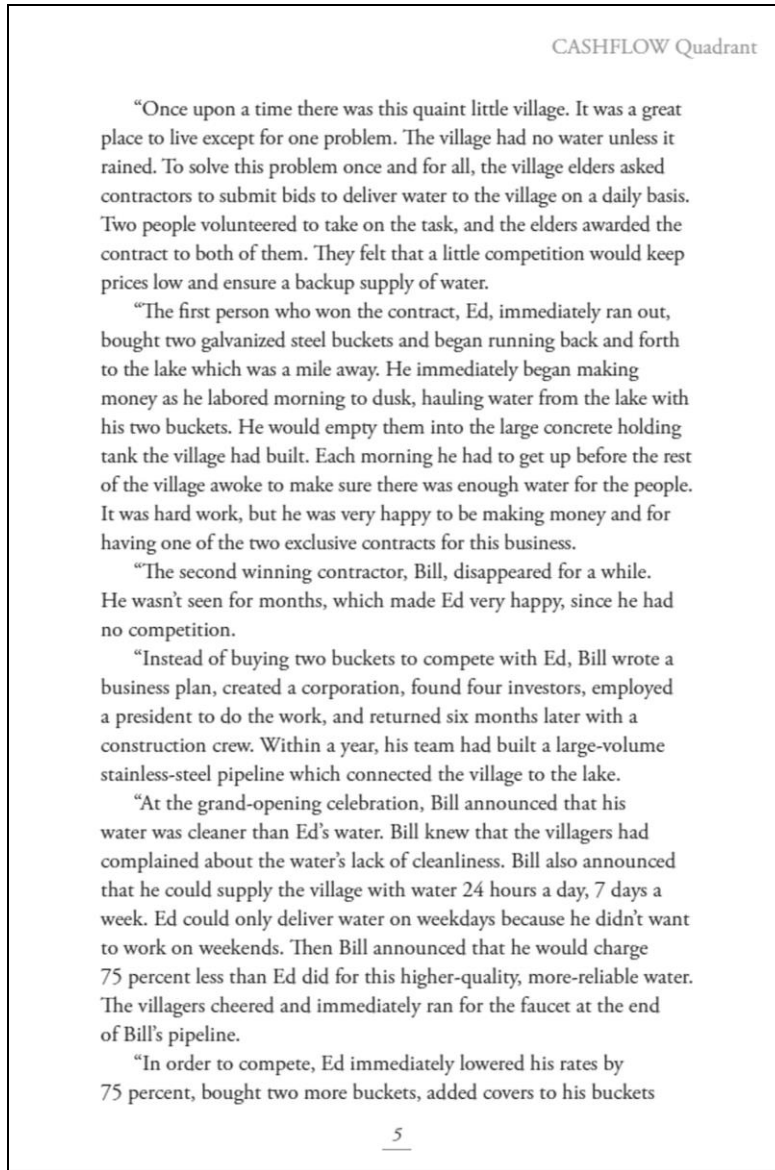 CASHFLOW Quadrant
“Once upon a time there was this quaint little village. It was a great
place to live except for one problem. The village had no water unless it
rained. To solve this problem once and for all, the village elders asked
contractors to submit bids to deliver water to the village on a daily basis.
Two people volunteered to take on the task, and the elders awarded the
contract to both of them. They felt that a little competition would keep
prices low and ensure a backup supply of water.
“The first person who won the contract, Ed, immediately ran out,
bought two galvanized steel buckets and began running back and forth
to the lake which was a mile away. He immediately began making
money as he labored morning to dusk, hauling water from the lake with
his two buckets. He would empty them into the large concrete holding
tank the village had built. Each morning he had to get up before the rest
of the village awoke to make sure there was enough water for the people.
It was hard work, but he was very happy to be making money and for
having one of the two exclusive contracts for this business.
“The second winning contractor, Bill, disappeared for a while.
He wasn’t seen for months, which made Ed very happy, since he had
no competition.
“Instead of buying two buckets to compete with Ed, Bill wrote a
business plan, created a corporation, found four investors, employed
a president to do the work, and returned six months later with a
construction crew. Within a year, his team had built a large-volume
stainless-steel pipeline which connected the village to the lake.
“At the grand-opening celebration, Bill announced that his
water was cleaner than Ed’s water. Bill knew that the villagers had
complained about the water’s lack of cleanliness. Bill also announced
that he could supply the village with water 24 hours a day, 7 days a
week. Ed could only deliver water on weekdays because he didn’t want
to work on weekends. Then Bill announced that he would charge
75 percent less than Ed did for this higher-quality, more-reliable water.
The villagers cheered and immediately ran for the faucet at the end
of Bill’s pipeline.
“In order to compete, Ed immediately lowered his rates by
75 percent, bought two more buckets, added covers to his buckets
5